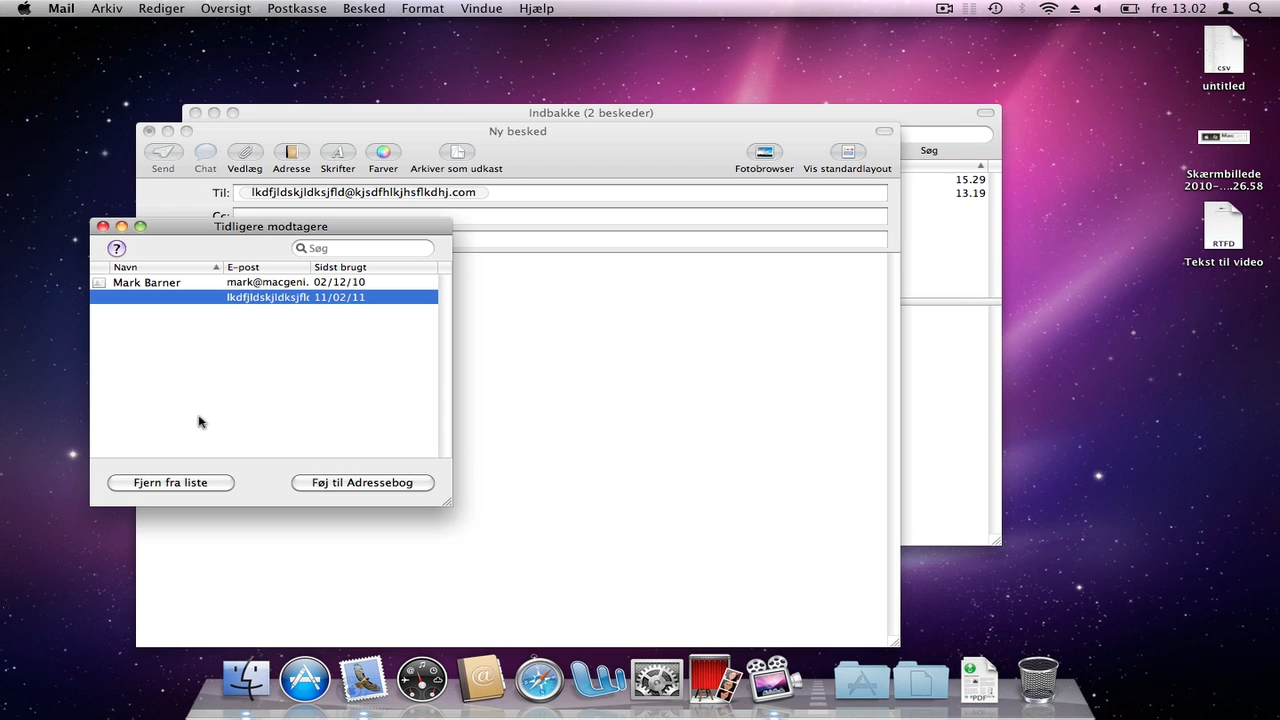 Mail Arkiv Rediger Oversigt Postkasse Besked Format Vindue Hjælp fre 13.02
csv
untitled
Skærmbillede
2010-....26.58
RTFD
Tekst til video
Indbakke (2 beskeder)
Søg
15.29
13.19
Ny besked
Send Chat Vedlæg Adresse Skrifter Farver Arkiver som udkast Fotobrowser Vis standardlayout
Til: lkdfjldskjldksjfld@kjsdfhlkjhsflkdhj.com
Tidligere modtagere
? Søg
Navn E-post Sidst brugt
Mark Barner mark@macgeni. 02/12/10
lkdfjldskjldksjflc 11/02/11
Fjern fra liste Føj til Adressebog
PDF